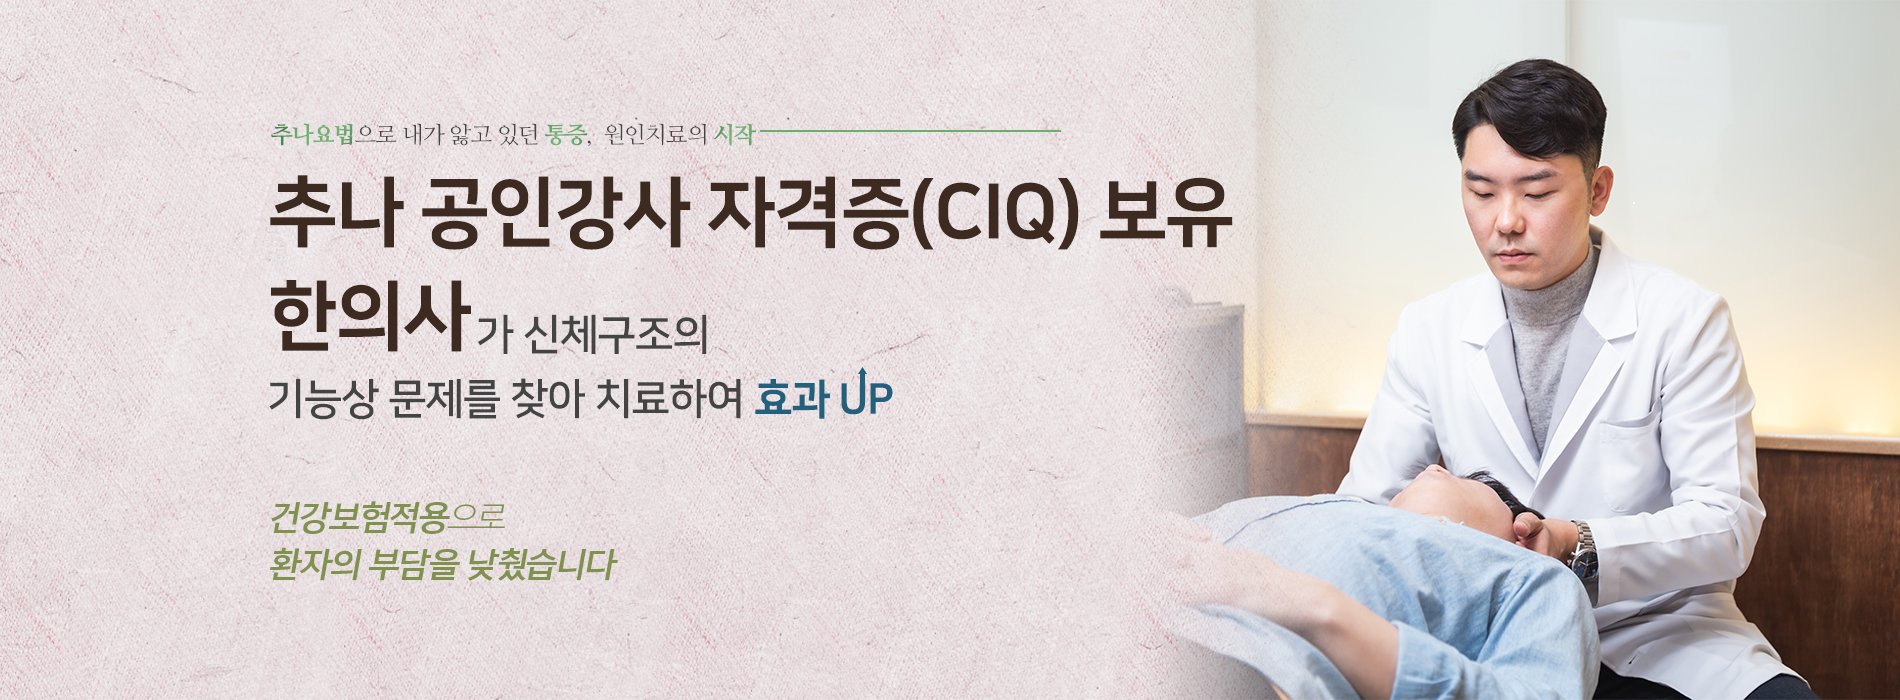 추나요법으로 내가 앓고 있던 통증, 원인치료의 시작
추나 공인강사 자격증(CIQ) 보유
한의사가 신체구조의
기능상 문제를 찾아 치료하여 효과 UP
건강보험적용으로
환자의 부담을 낮췄습니다